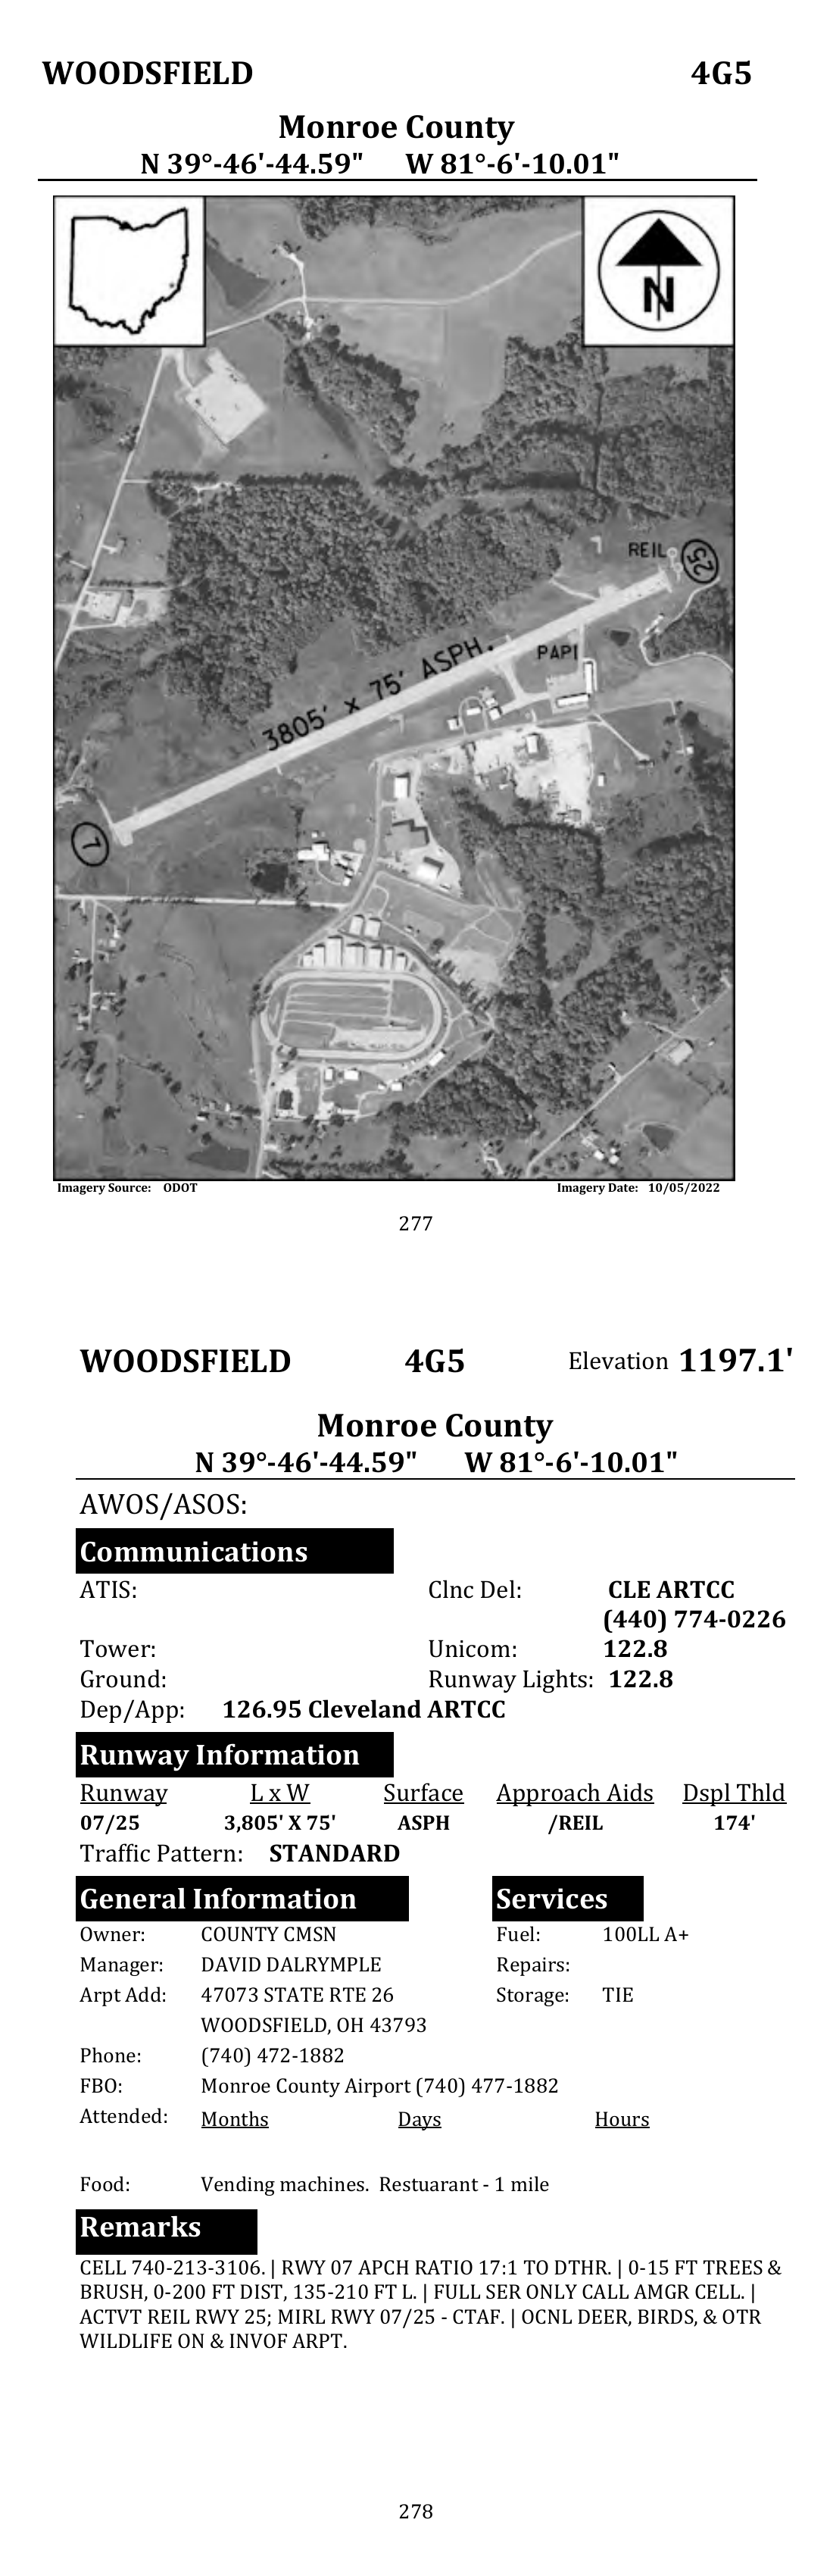 WOODSFIELD 4G5
Monroe County
N 39°-46'-44.59" W 81°-6'-10.01"
N
REIL
25
PAPI
3805' x 75' ASPH.
7
Imagery Source: ODOT Imagery Date: 10/05/2022
277
WOODSFIELD 4G5 Elevation 1197.1'
Monroe County
N 39°-46'-44.59" W 81°-6'-10.01"
AWOS/ASOS:
Communications
ATIS: Clnc Del: CLE ARTCC
(440) 774-0226
Tower: Unicom: 122.8
Ground: Runway Lights: 122.8
Dep/App: 126.95 Cleveland ARTCC
Runway Information
Runway L x W Surface Approach Aids Dspl Thld
07/25 3,805' X 75' ASPH /REIL 174'
Traffic Pattern: STANDARD
General Information Services
Owner: COUNTY CMSN Fuel: 100LL A+
Manager: DAVID DALRYMPLE Repairs:
Arpt Add: 47073 STATE RTE 26 Storage: TIE
WOODSFIELD, OH 43793
Phone: (740) 472-1882
FBO: Monroe County Airport (740) 477-1882
Attended: Months Days Hours
Food: Vending machines. Restuarant - 1 mile
Remarks
CELL 740-213-3106. | RWY 07 APCH RATIO 17:1 TO DTHR. | 0-15 FT TREES &
BRUSH, 0-200 FT DIST, 135-210 FT L. | FULL SER ONLY CALL AMGR CELL. |
ACTVT REIL RWY 25; MIRL RWY 07/25 - CTAF. | OCNL DEER, BIRDS, & OTR
WILDLIFE ON & INVOF ARPT.
278